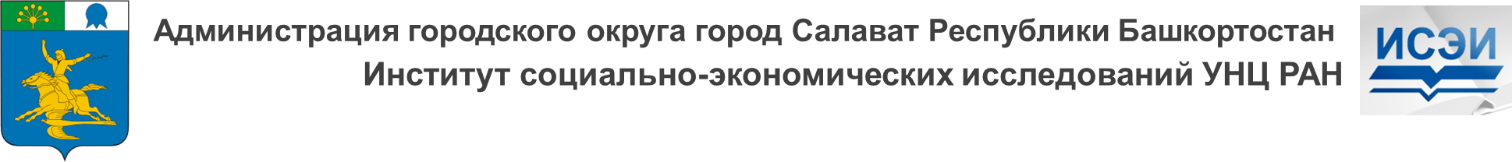 Администрация городского округа город Салават Республики Башкортостан
Институт социально-экономических исследований УНЦ РАН
ИСЭИ